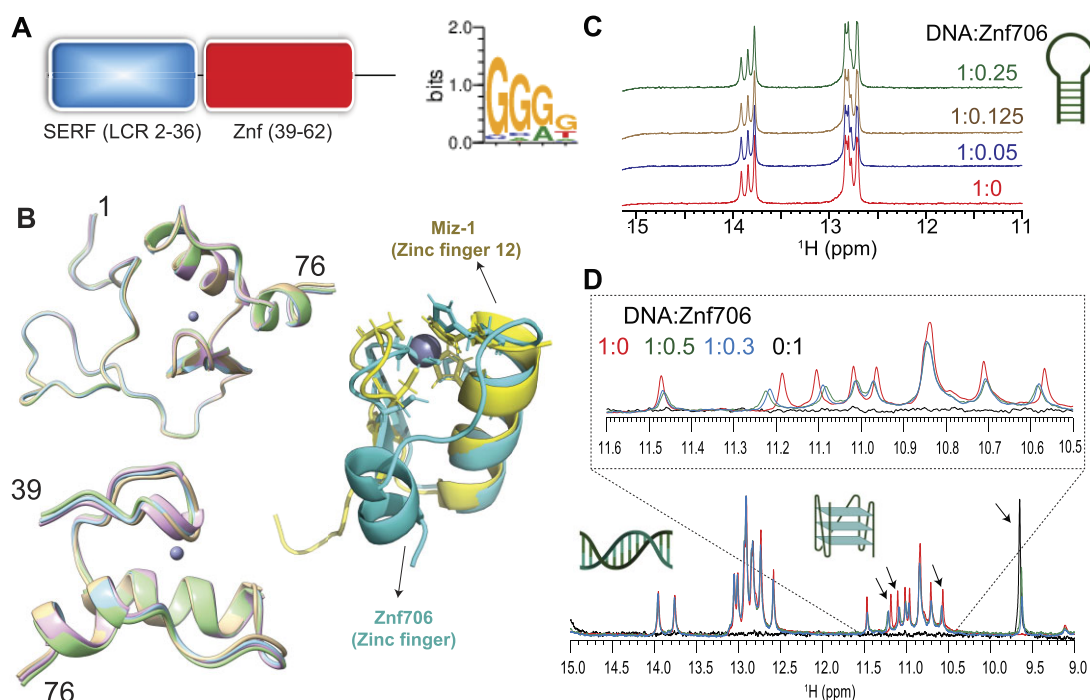 A
SERF (LCR 2-36)
Znf (39-62)
bits
2.0
1.0
0.0
GGGG
A T
B
1
76
39
76
Miz-1
(Zinc finger 12)
Znf706
(Zinc finger)
C
DNA:Znf706
1:0.25
1:0.125
1:0.05
1:0
15 14 13 12 11
¹H (ppm)
D
DNA:Znf706
1:0 1:0.5 1:0.3 0:1
11.6 11.5 11.4 11.3 11.2 11.1 11.0 10.9 10.8 10.7 10.6 10.5
15.0 14.5 14.0 13.5 13.0 12.5 12.0 11.5 11.0 10.5 10.0 9.5 9.0
¹H (ppm)